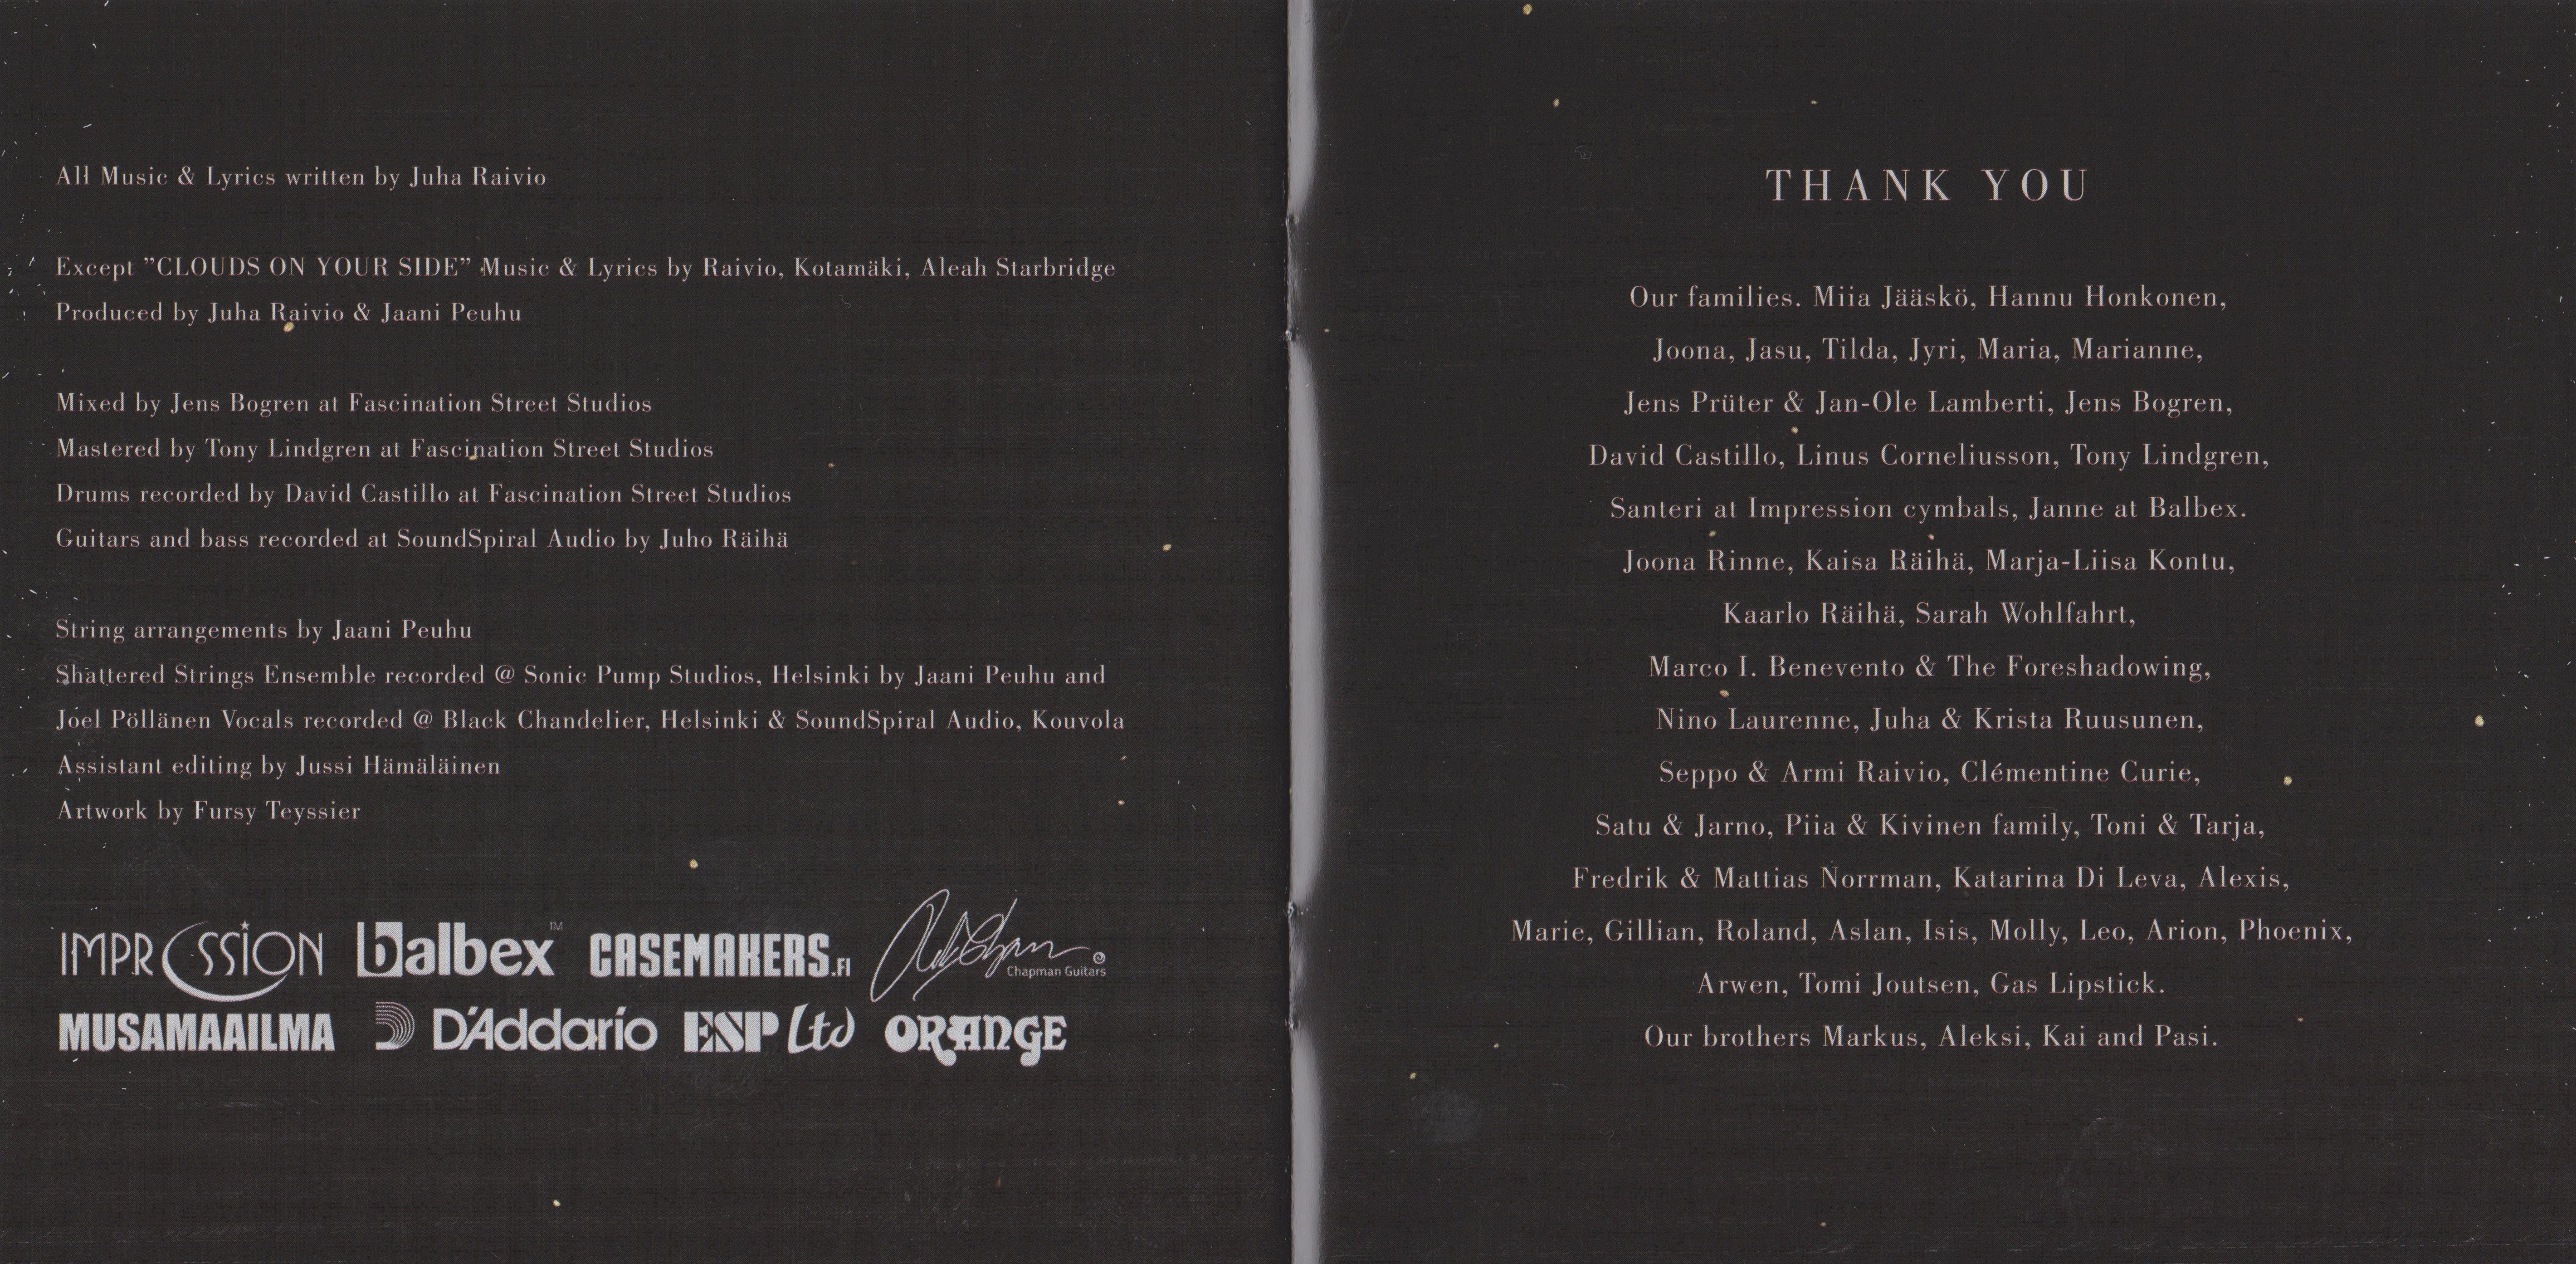 All Music & Lyrics written by Juha Raivio
Except "CLOUDS ON YOUR SIDE" Music & Lyrics by Raivio, Kotamäki, Aleah Starbridge
Produced by Juha Raivio & Jaani Peuhu
Mixed by Jens Bogren at Fascination Street Studios
Mastered by Tony Lindgren at Fascination Street Studios
Drums recorded by David Castillo at Fascination Street Studios
Guitars and bass recorded at SoundSpiral Audio by Juho Räihä
String arrangements by Jaani Peuhu
Shattered Strings Ensemble recorded @ Sonic Pump Studios, Helsinki by Jaani Peuhu and
Joel Pöllänen Vocals recorded @ Black Chandelier, Helsinki & SoundSpiral Audio, Kouvola
Assistant editing by Jussi Hämäläinen
Artwork by Fursy Teyssier
IMPRESSION balbex™ CASEMAKERS.FI Chapman Guitars
MUSAMAAILMA D'Addario ESP Ltd ORANGE
THANK YOU
Our families. Miia Jääskö, Hannu Honkonen,
Joona, Jasu, Tilda, Jyri, Maria, Marianne,
Jens Prüter & Jan-Ole Lamberti, Jens Bogren,
David Castillo, Linus Corneliusson, Tony Lindgren,
Santeri at Impression cymbals, Janne at Balbex.
Joona Rinne, Kaisa Räihä, Marja-Liisa Kontu,
Kaarlo Räihä, Sarah Wohlfahrt,
Marco I. Benevento & The Foreshadowing,
Nino Laurenne, Juha & Krista Ruusunen,
Seppo & Armi Raivio, Clémentine Curie,
Satu & Jarno, Piia & Kivinen family, Toni & Tarja,
Fredrik & Mattias Norrman, Katarina Di Leva, Alexis,
Marie, Gillian, Roland, Aslan, Isis, Molly, Leo, Arion, Phoenix,
Arwen, Tomi Joutsen, Gas Lipstick.
Our brothers Markus, Aleksi, Kai and Pasi.